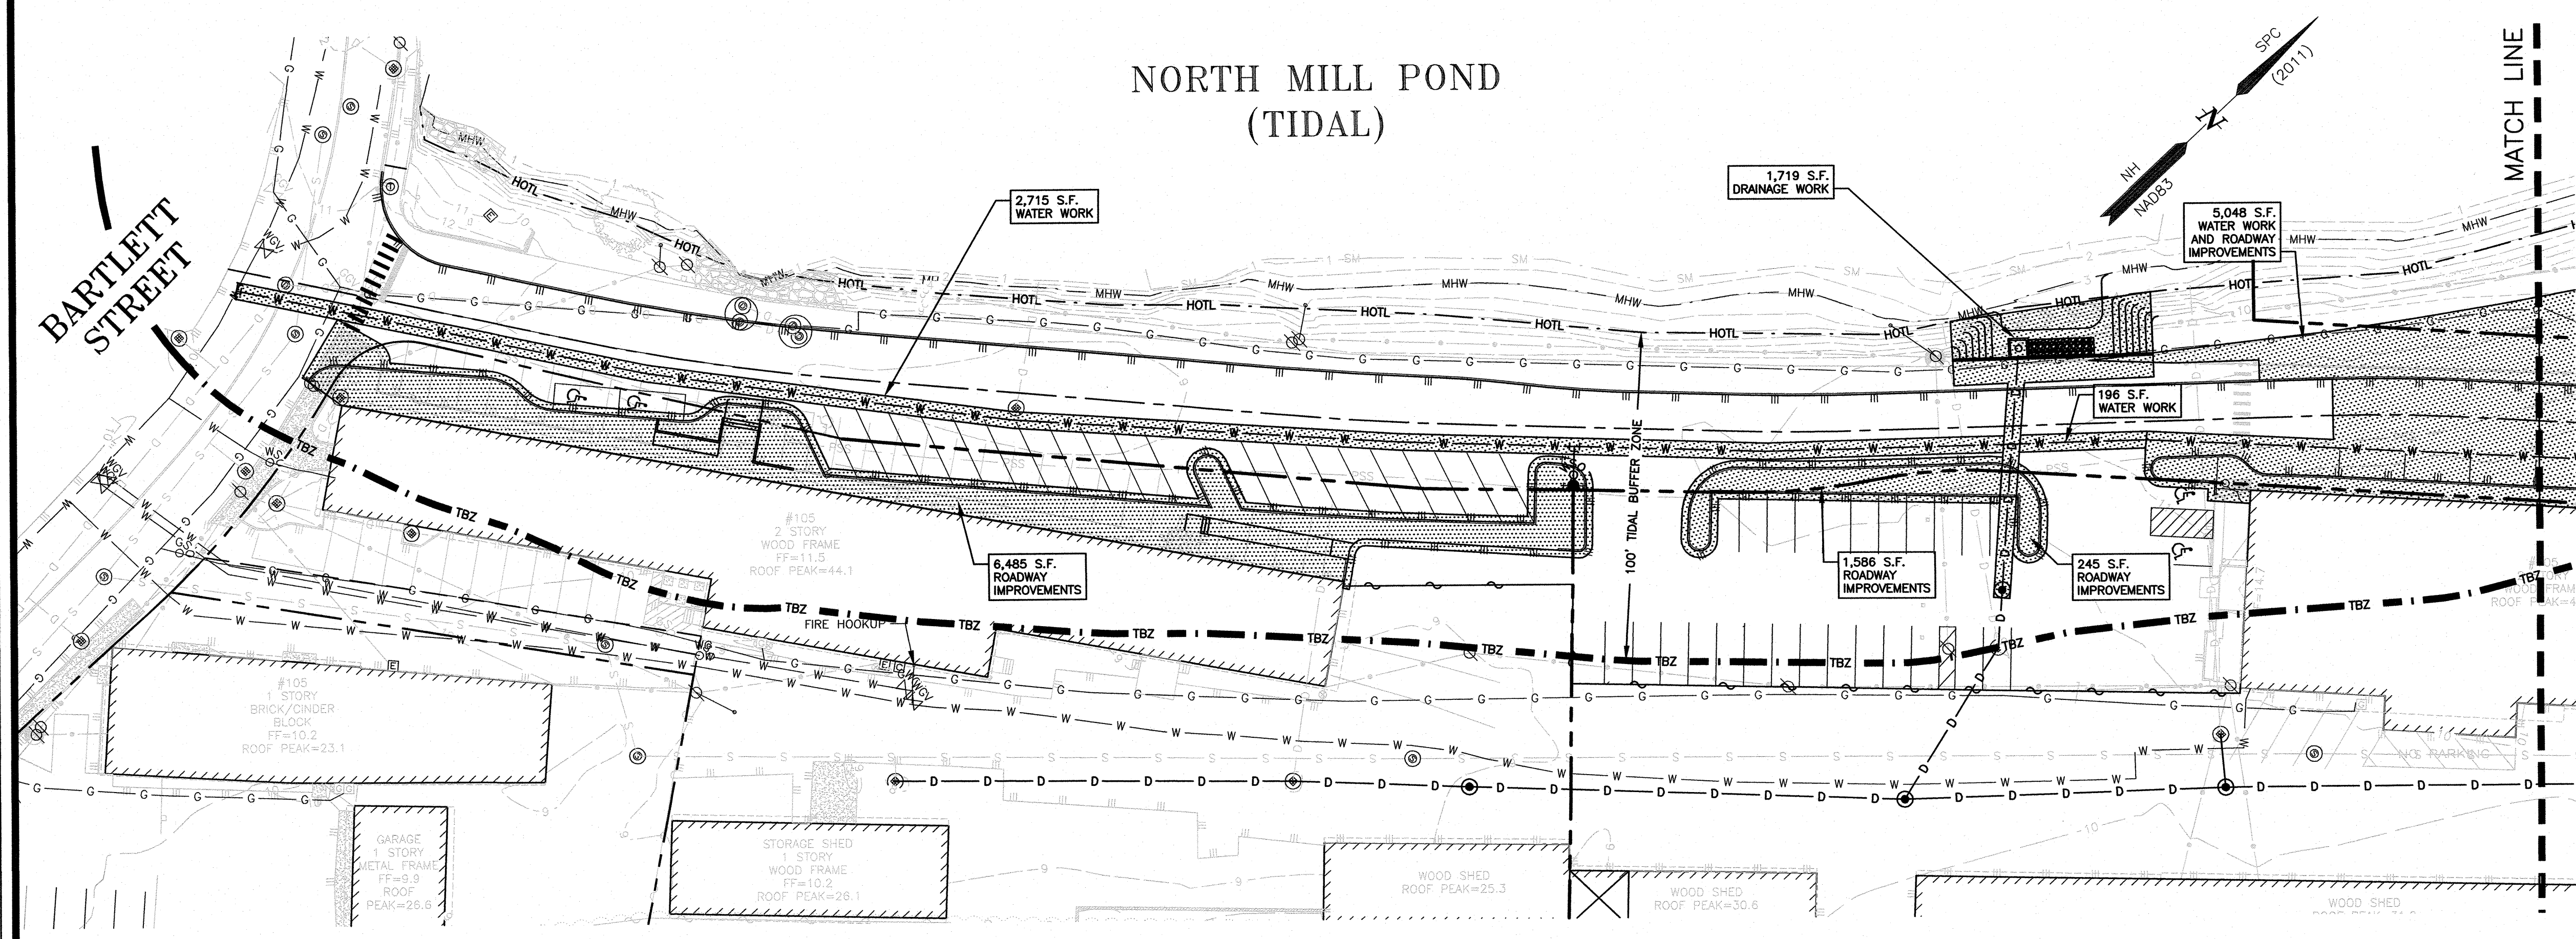 NORTH MILL POND
(TIDAL)
MATCH LINE
SPC
(2011)
N
NH
NAD83
BARTLETT
STREET
2,715 S.F.
WATER WORK
1,719 S.F.
DRAINAGE WORK
5,048 S.F.
WATER WORK
AND ROADWAY
IMPROVEMENTS
196 S.F.
WATER WORK
6,485 S.F.
ROADWAY
IMPROVEMENTS
1,586 S.F.
ROADWAY
IMPROVEMENTS
245 S.F.
ROADWAY
IMPROVEMENTS
100' TIDAL BUFFER ZONE
HOTL
MHW
TBZ
FIRE HOOKUP
#105
2 STORY
WOOD FRAME
FF=11.5
ROOF PEAK=44.1
#105
1 STORY
BRICK/CINDER
BLOCK
FF=10.2
ROOF PEAK=23.1
GARAGE
1 STORY
METAL FRAME
FF=9.9
ROOF
PEAK=26.6
STORAGE SHED
1 STORY
WOOD FRAME
FF=10.2
ROOF PEAK=26.1
WOOD SHED
ROOF PEAK=25.3
WOOD SHED
ROOF PEAK=30.6
WOOD SHED
NO PARKING